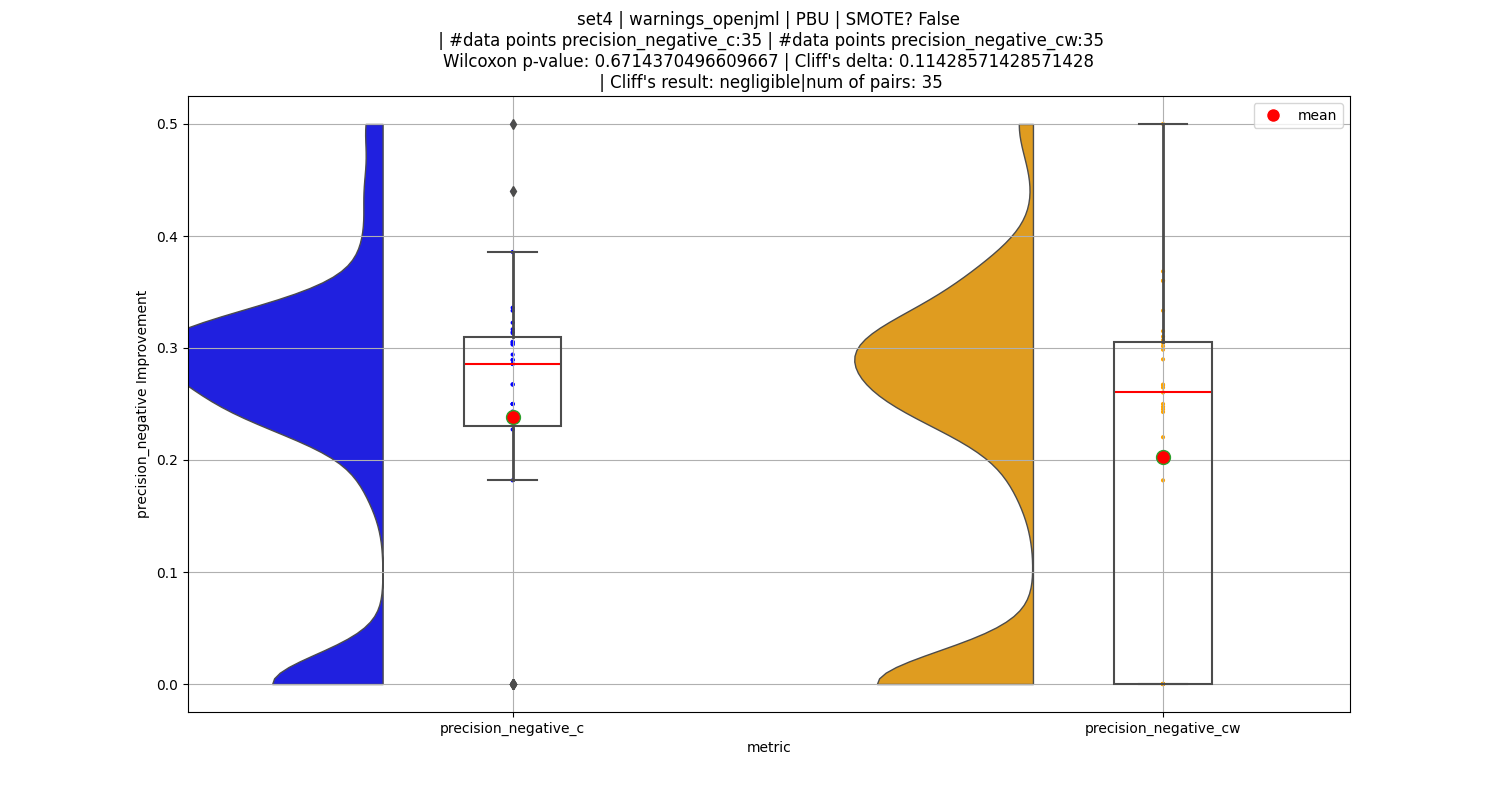 set4 | warnings_openjml | PBU | SMOTE? False
| #data points precision_negative_c:35 | #data points precision_negative_cw:35
Wilcoxon p-value: 0.6714370496609667 | Cliff's delta: 0.11428571428571428
| Cliff's result: negligible|num of pairs: 35
mean
0.5
0.4
0.3
0.2
0.1
0.0
precision_negative Improvement
precision_negative_c
precision_negative_cw
metric